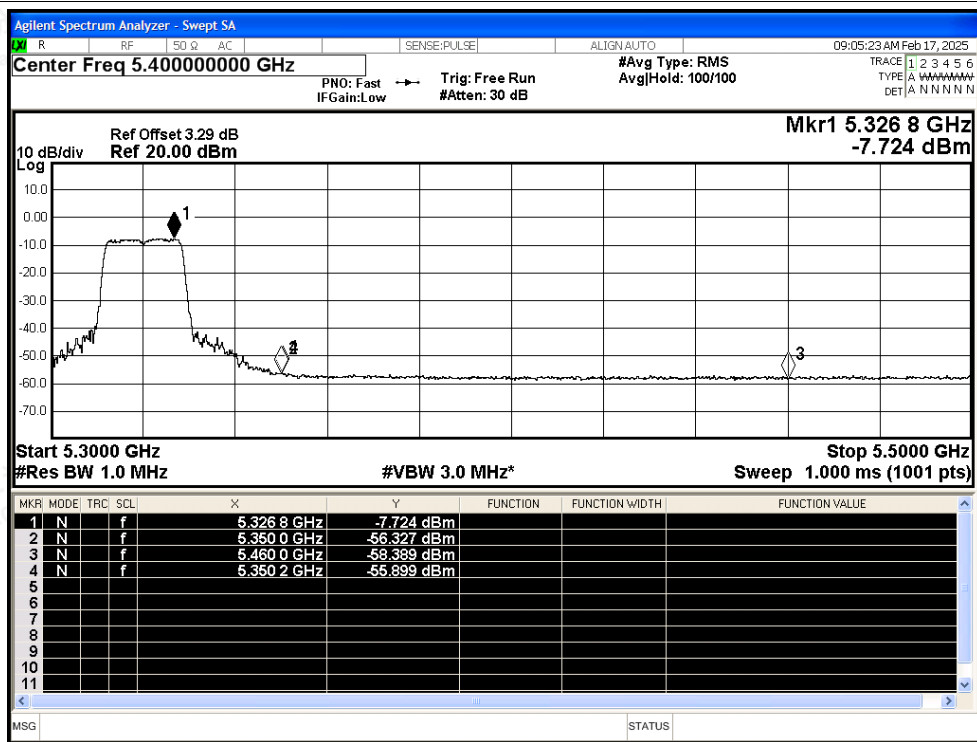 Agilent Spectrum Analyzer - Swept SA
LXI R RF 50 Ω AC SENSE:PULSE ALIGN AUTO 09:05:23 AM Feb 17, 2025
Center Freq 5.400000000 GHz
PNO: Fast
IFGain:Low
Trig: Free Run
#Atten: 30 dB
#Avg Type: RMS
Avg|Hold: 100/100
TRACE 1 2 3 4 5 6
TYPE A
DET A N N N N N
Mkr1 5.326 8 GHz
-7.724 dBm
Ref Offset 3.29 dB
10 dB/div Ref 20.00 dBm
Log
10.0
0.00
-10.0
-20.0
-30.0
-40.0
-50.0
-60.0
-70.0
1
3
Start 5.3000 GHz Stop 5.5000 GHz
#Res BW 1.0 MHz #VBW 3.0 MHz* Sweep 1.000 ms (1001 pts)
MKR MODE TRC SCL X Y FUNCTION FUNCTION WIDTH FUNCTION VALUE
1 N f 5.326 8 GHz -7.724 dBm
2 N f 5.350 0 GHz -56.327 dBm
3 N f 5.460 0 GHz -58.389 dBm
4 N f 5.350 2 GHz -55.899 dBm
5
6
7
8
9
10
11
MSG STATUS